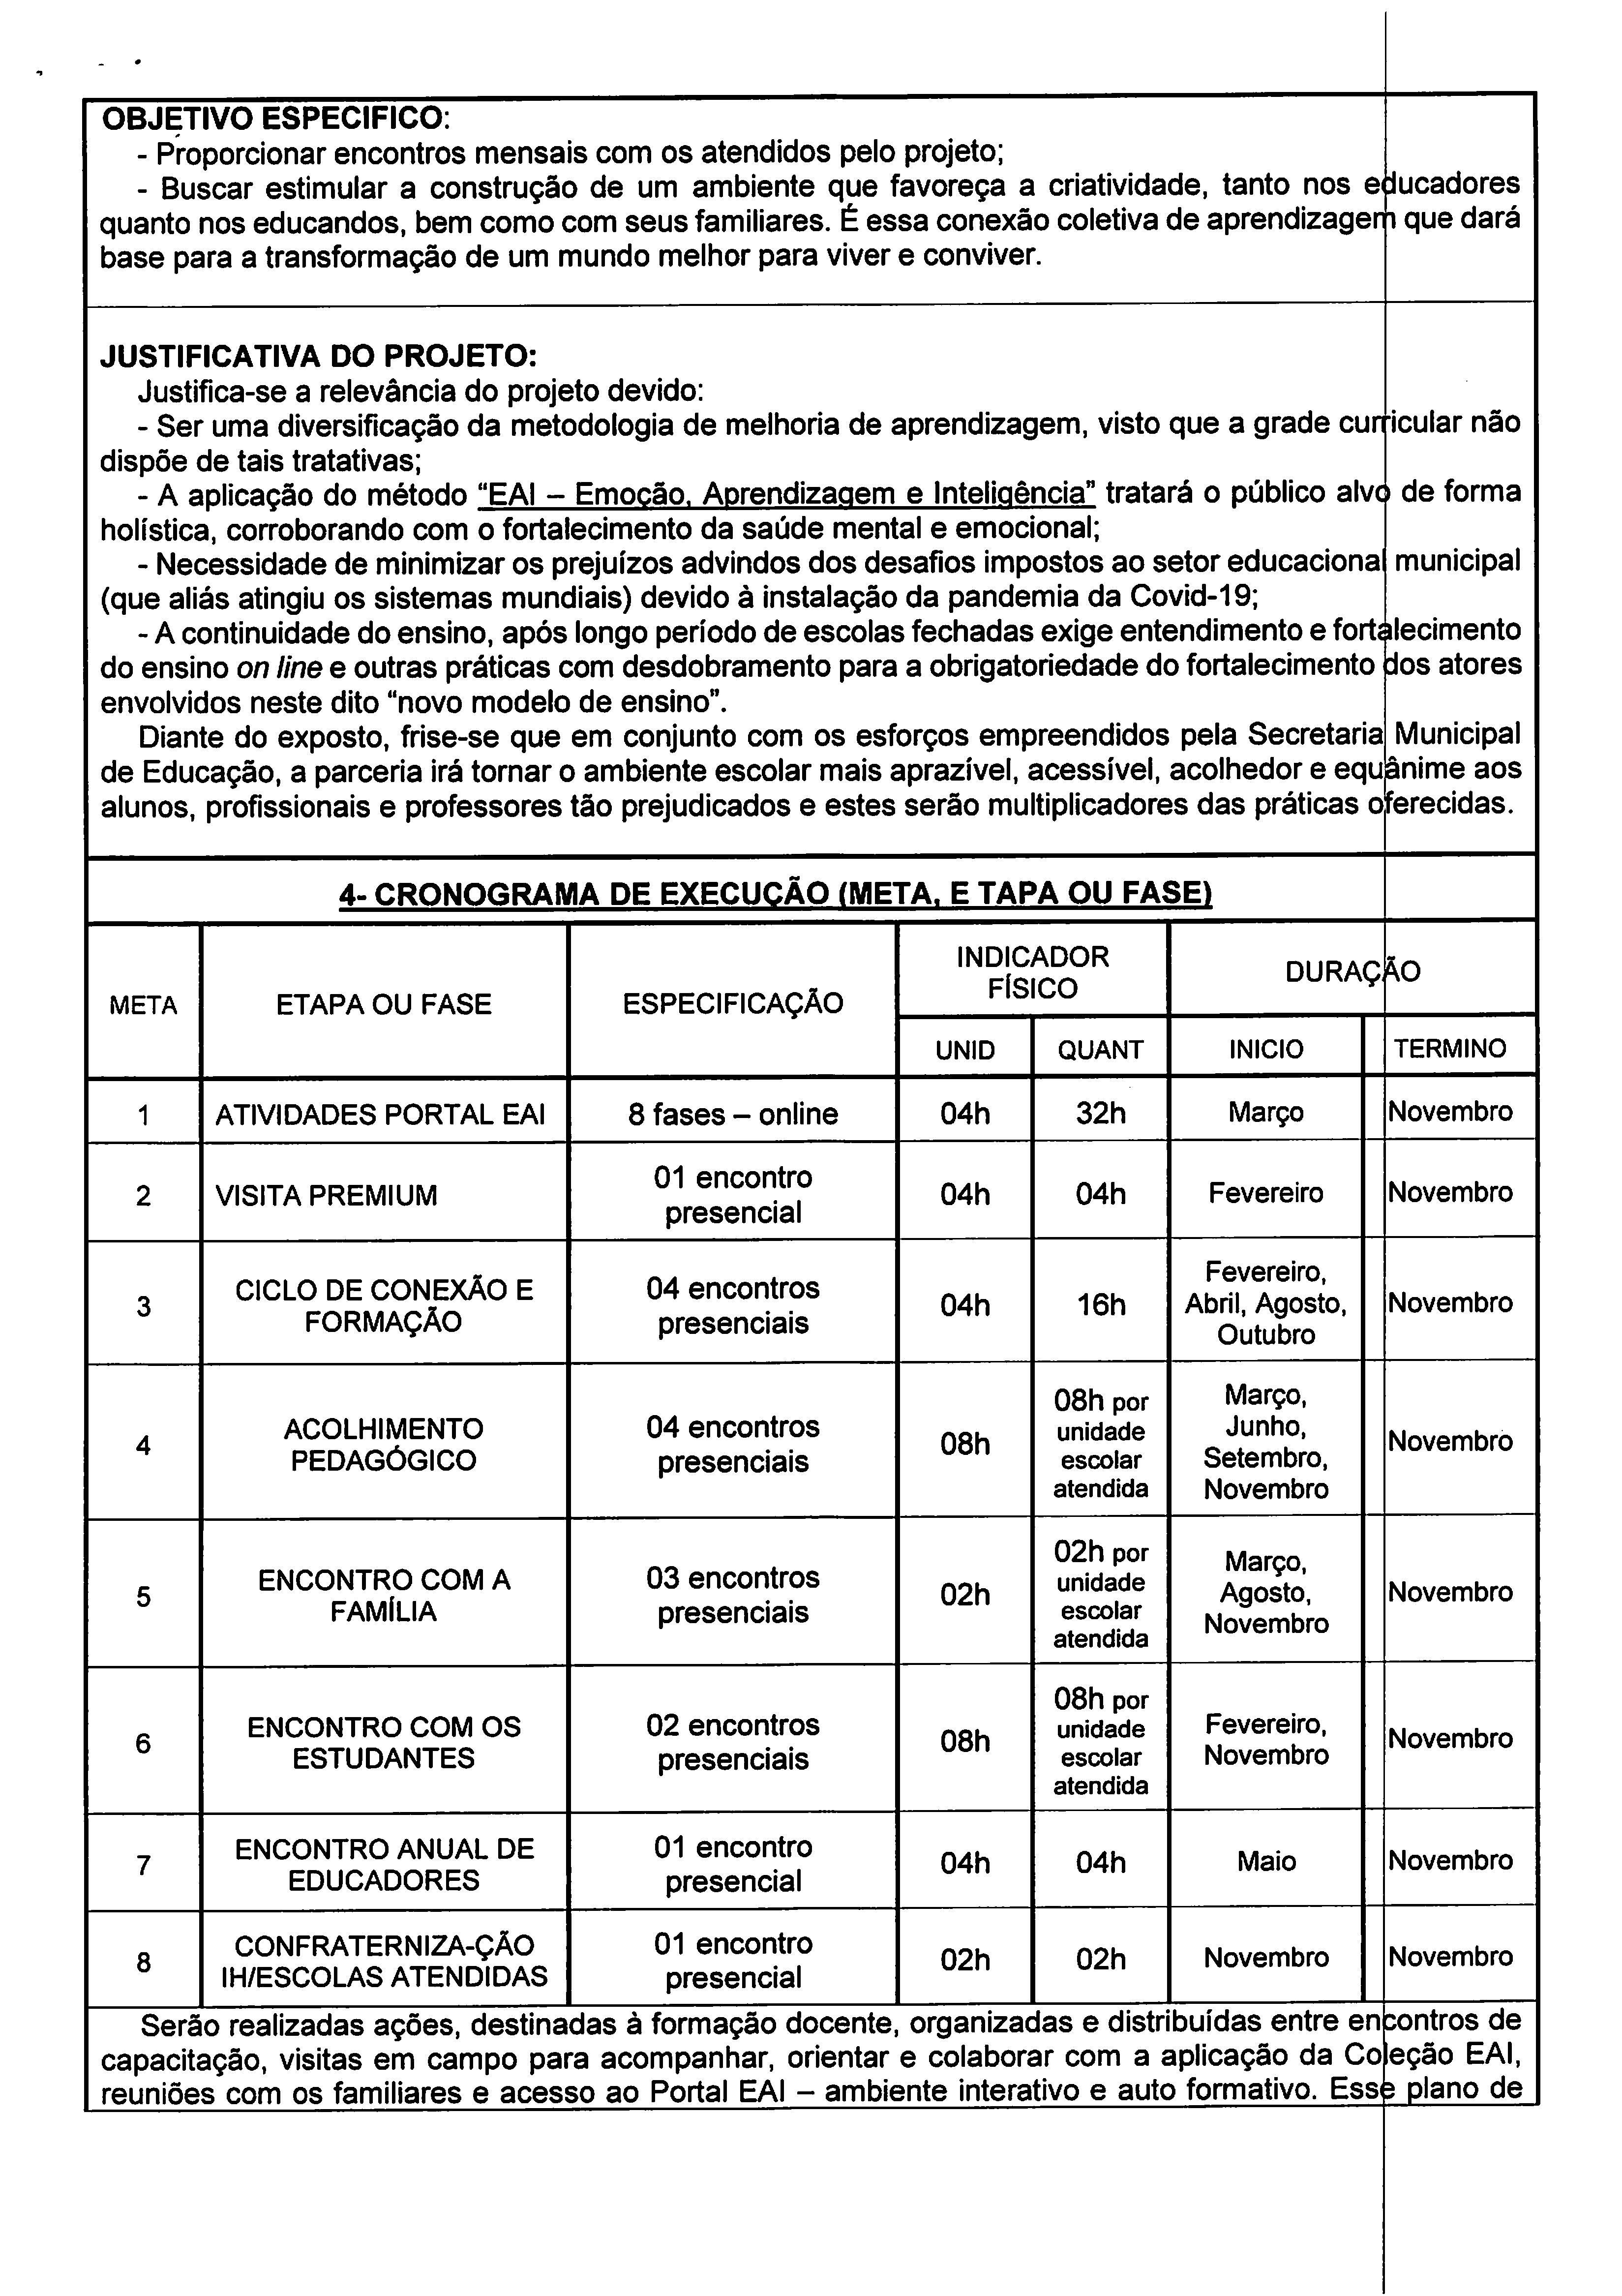 OBJETIVO ESPECIFICO:
- Proporcionar encontros mensais com os atendidos pelo projeto;
- Buscar estimular a construção de um ambiente que favoreça a criatividade, tanto nos educadores
quanto nos educandos, bem como com seus familiares. É essa conexão coletiva de aprendizagem que dará
base para a transformação de um mundo melhor para viver e conviver.
JUSTIFICATIVA DO PROJETO:
Justifica-se a relevância do projeto devido:
- Ser uma diversificação da metodologia de melhoria de aprendizagem, visto que a grade curricular não
dispõe de tais tratativas;
- A aplicação do método “EAI – Emoção, Aprendizagem e Inteligência” tratará o público alvo de forma
holística, corroborando com o fortalecimento da saúde mental e emocional;
- Necessidade de minimizar os prejuízos advindos dos desafios impostos ao setor educacional municipal
(que aliás atingiu os sistemas mundiais) devido à instalação da pandemia da Covid-19;
- A continuidade do ensino, após longo período de escolas fechadas exige entendimento e fortalecimento
do ensino on line e outras práticas com desdobramento para a obrigatoriedade do fortalecimento dos atores
envolvidos neste dito “novo modelo de ensino”.
Diante do exposto, frise-se que em conjunto com os esforços empreendidos pela Secretaria Municipal
de Educação, a parceria irá tornar o ambiente escolar mais aprazível, acessível, acolhedor e equânime aos
alunos, profissionais e professores tão prejudicados e estes serão multiplicadores das práticas oferecidas.
4- CRONOGRAMA DE EXECUÇÃO (META, E TAPA OU FASE)
META ETAPA OU FASE ESPECIFICAÇÃO INDICADOR FÍSICO DURAÇÃO
UNID QUANT INICIO TERMINO
1 ATIVIDADES PORTAL EAI 8 fases – online 04h 32h Março Novembro
2 VISITA PREMIUM 01 encontro presencial 04h 04h Fevereiro Novembro
3 CICLO DE CONEXÃO E FORMAÇÃO 04 encontros presenciais 04h 16h Fevereiro, Abril, Agosto, Outubro Novembro
4 ACOLHIMENTO PEDAGÓGICO 04 encontros presenciais 08h 08h por unidade escolar atendida Março, Junho, Setembro, Novembro Novembro
5 ENCONTRO COM A FAMÍLIA 03 encontros presenciais 02h 02h por unidade escolar atendida Março, Agosto, Novembro Novembro
6 ENCONTRO COM OS ESTUDANTES 02 encontros presenciais 08h 08h por unidade escolar atendida Fevereiro, Novembro Novembro
7 ENCONTRO ANUAL DE EDUCADORES 01 encontro presencial 04h 04h Maio Novembro
8 CONFRATERNIZA-ÇÃO IH/ESCOLAS ATENDIDAS 01 encontro presencial 02h 02h Novembro Novembro
Serão realizadas ações, destinadas à formação docente, organizadas e distribuídas entre encontros de
capacitação, visitas em campo para acompanhar, orientar e colaborar com a aplicação da Coleção EAI,
reuniões com os familiares e acesso ao Portal EAI – ambiente interativo e auto formativo. Esse plano de